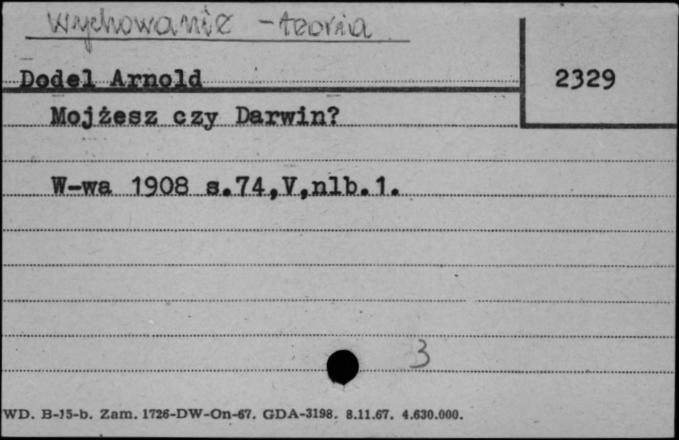 Wychowanie - teoria
Dodel Arnold
2329
Mojżesz czy Darwin?
W-wa 1908 s.74,V,nlb.1.
3
WD. B-15-b. Zam. 1726-DW-On-67. GDA-3198. 8.11.67. 4.630.000.